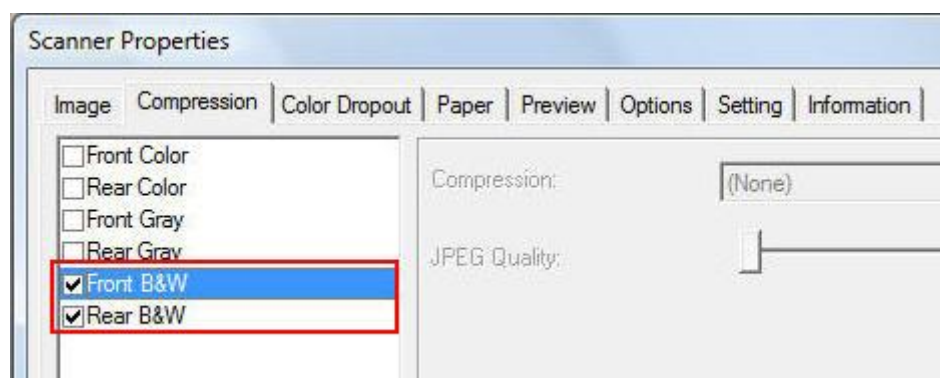 Scanner Properties
Image Compression Color Dropout Paper Preview Options Setting Information
Front Color
Rear Color
Front Gray
Rear Gray
Front B&W
Rear B&W
Compression: (None)
JPEG Quality: